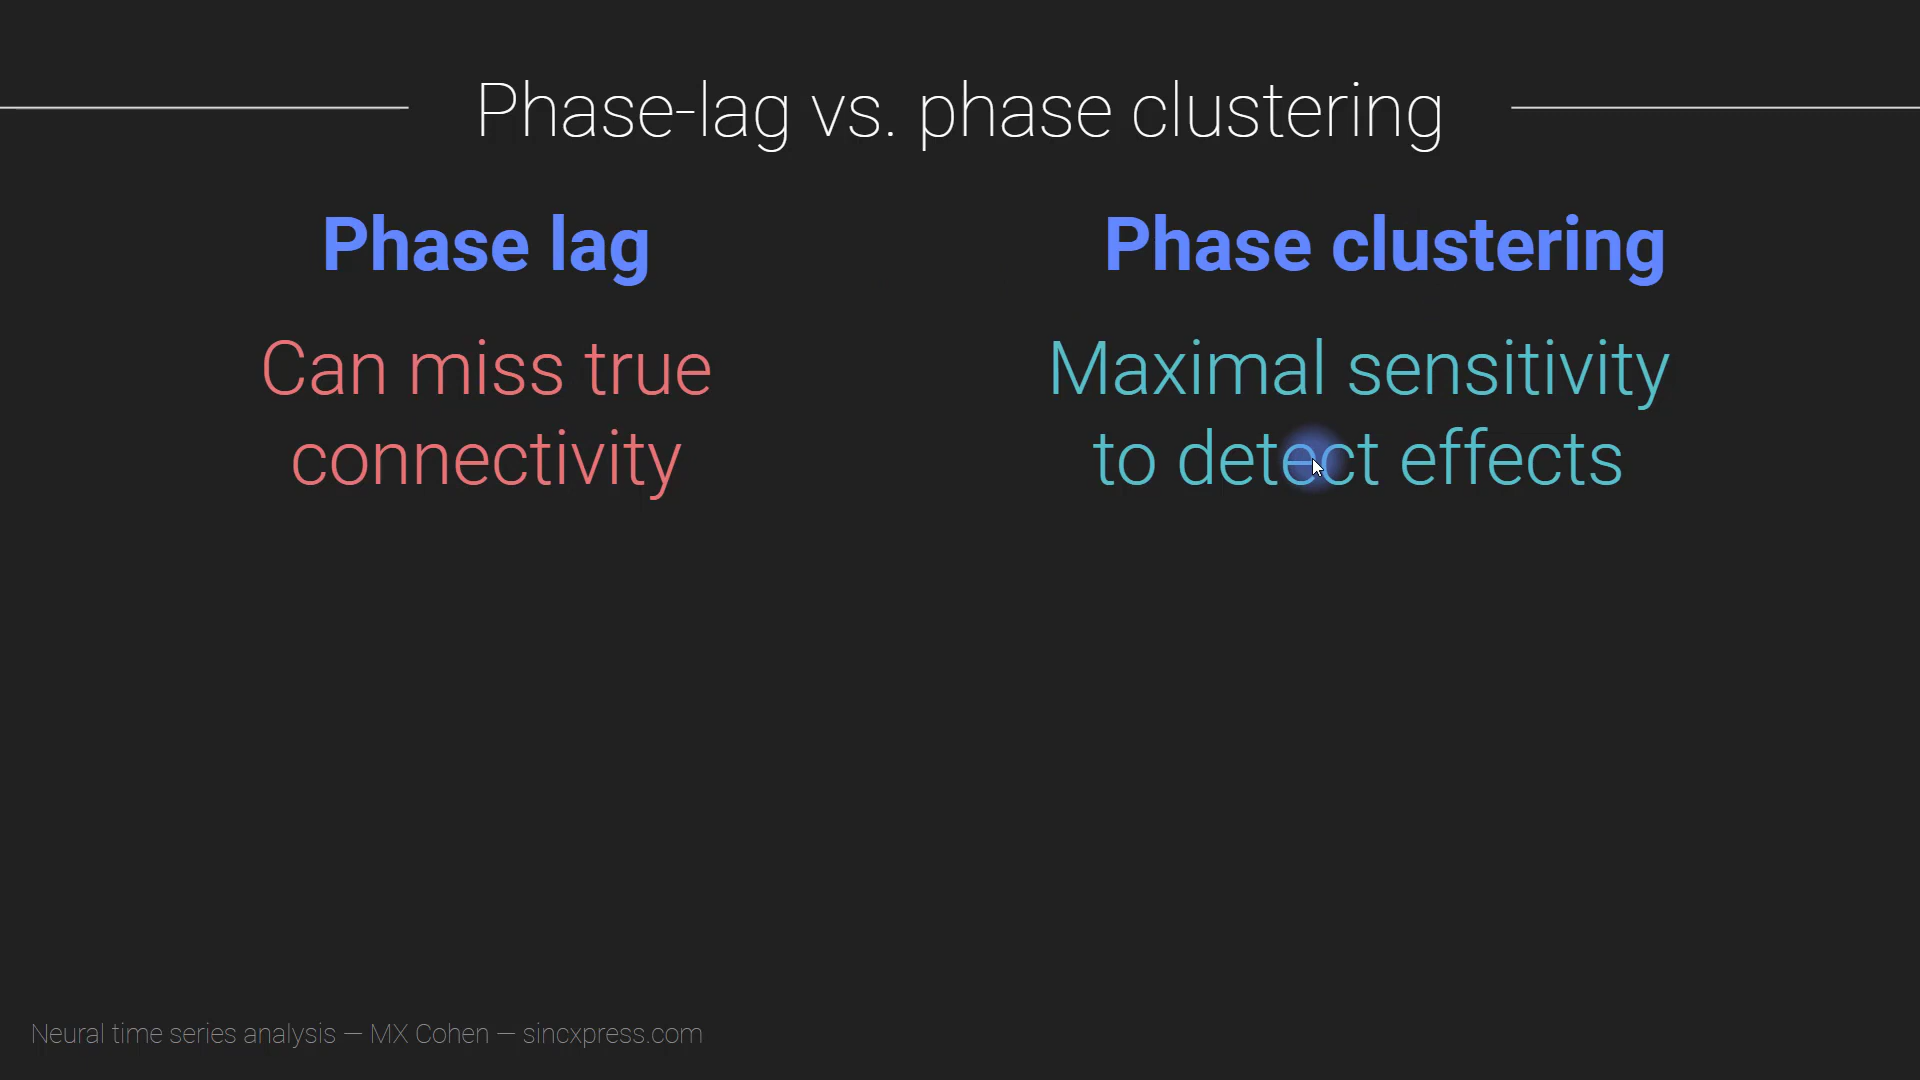 Phase-lag vs. phase clustering
Phase lag
Can miss true
connectivity
Phase clustering
Maximal sensitivity
to detect effects
Neural time series analysis — MX Cohen — sincxpress.com